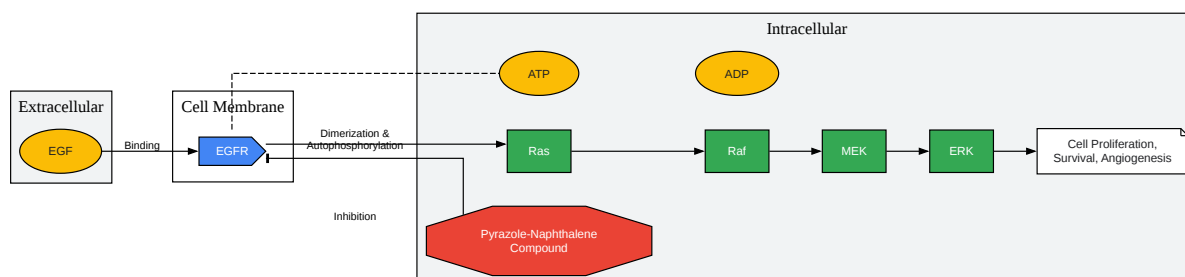 Intracellular
ATP
ADP
Extracellular
Cell Membrane
EGF
Binding
EGFR
Dimerization &
Autophosphorylation
Ras
Raf
MEK
ERK
Cell Proliferation,
Survival, Angiogenesis
Inhibition
Pyrazole-Naphthalene
Compound